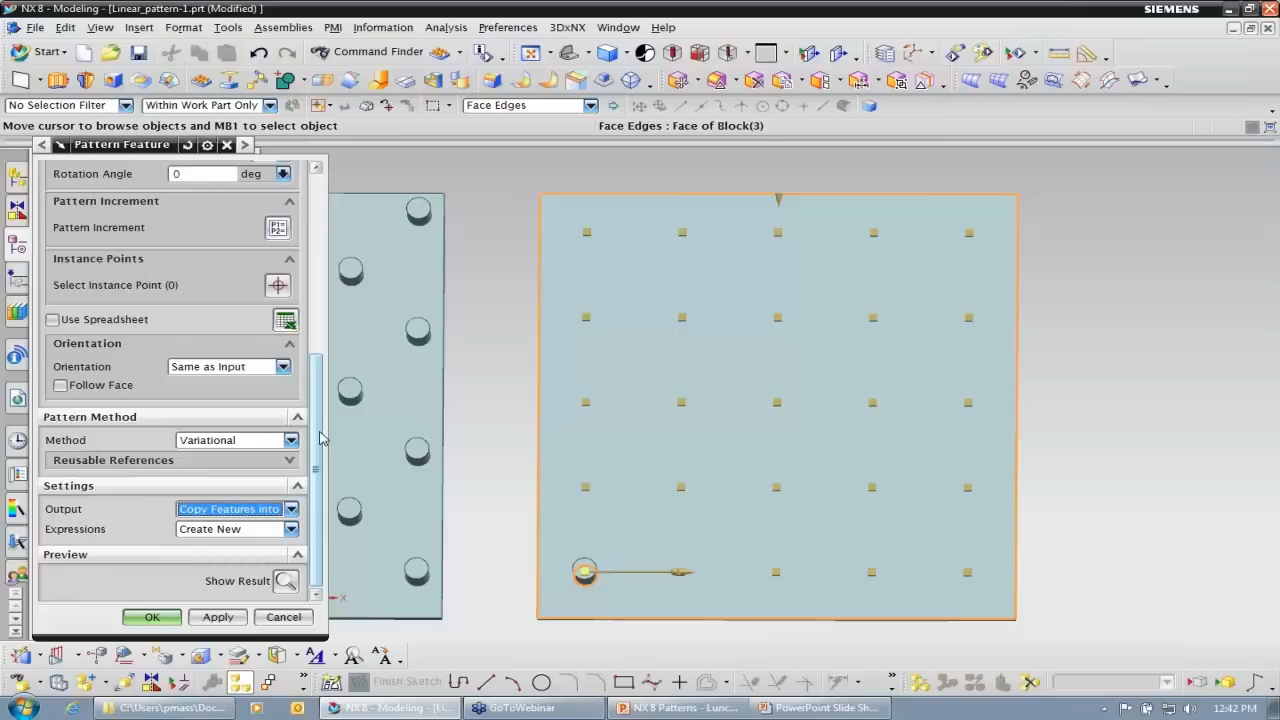 NX 8 - Modeling - [Linear_pattern-1.prt (Modified) ]
SIEMENS
File Edit View Insert Format Tools Assemblies PMI Information Analysis Preferences 3DxNX Window Help
Start
Command Finder
No Selection Filter
Within Work Part Only
Face Edges
Move cursor to browse objects and MB1 to select object
Face Edges : Face of Block(3)
Pattern Feature
Rotation Angle
0
deg
Pattern Increment
Pattern Increment
P1=
P2=
Instance Points
Select Instance Point (0)
Use Spreadsheet
Orientation
Orientation
Same as Input
Follow Face
Pattern Method
Method
Variational
Reusable References
Settings
Output
Copy Features into
Expressions
Create New
Preview
Show Result
OK
Apply
Cancel
X
Finish Sketch
C:\Users\pmass\Doc...
NX 8 - Modeling - [Li...
GoToWebinar
NX 8 Patterns - Lunc...
PowerPoint Slide Sh...
12:42 PM